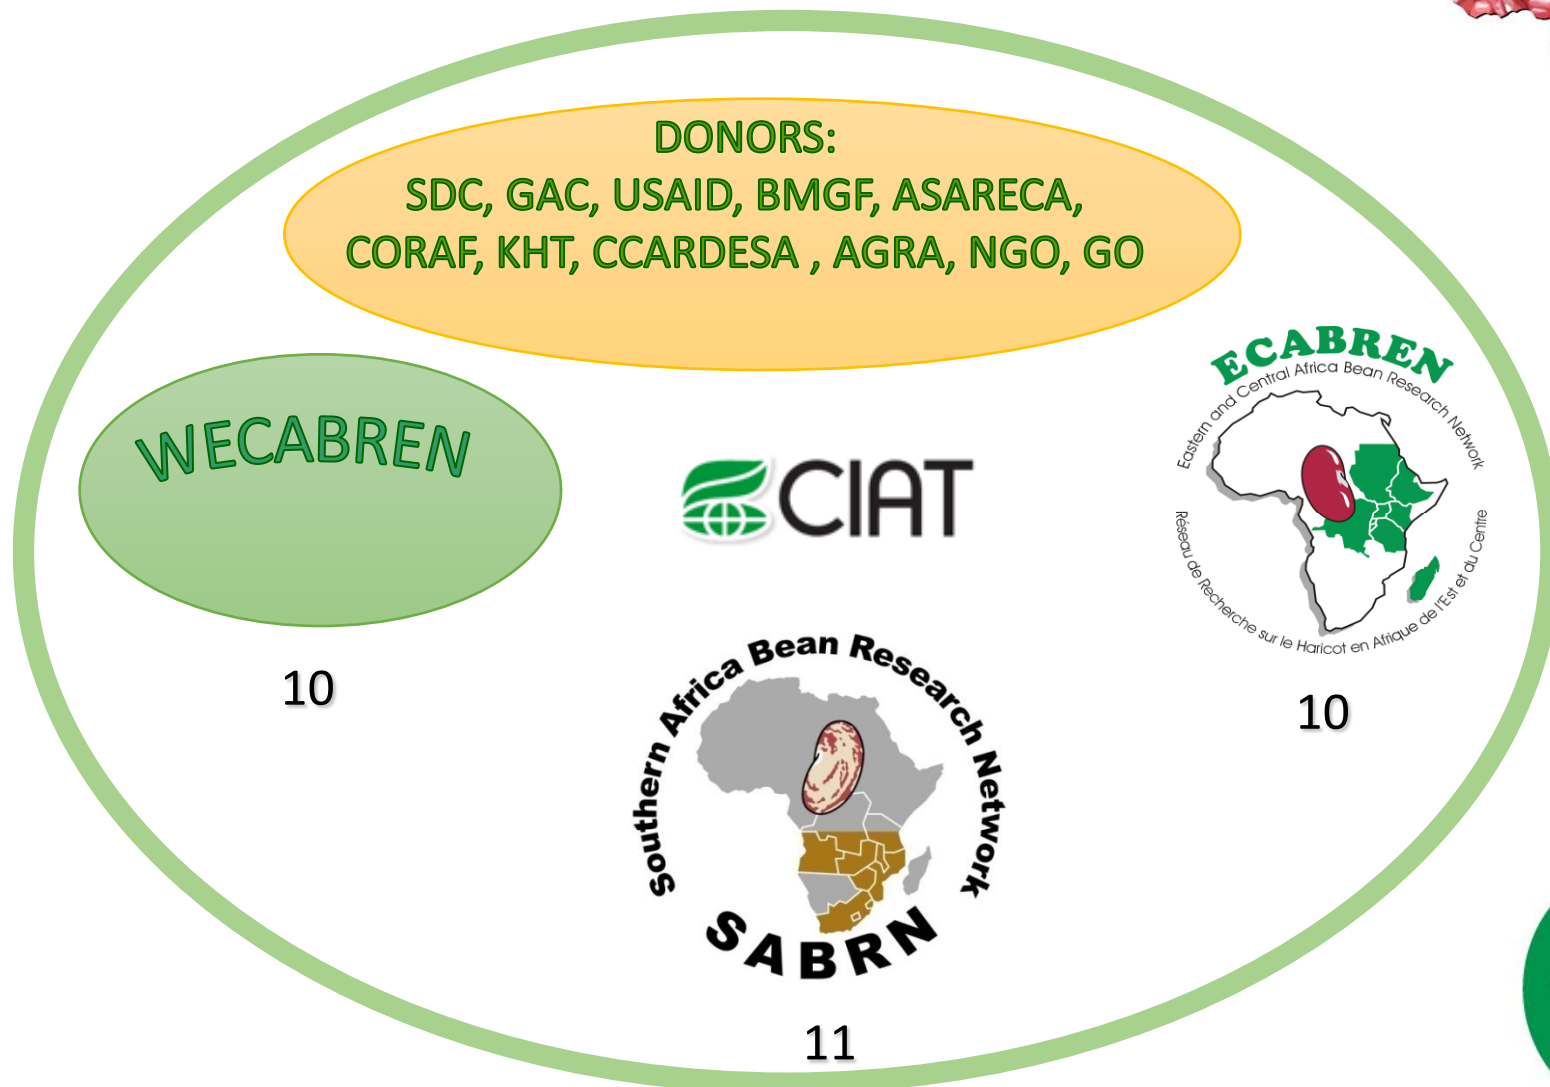 DONORS:
SDC, GAC, USAID, BMGF, ASARECA,
CORAF, KHT, CCARDESA , AGRA, NGO, GO
WECABREN
10
CIAT
ECABREN
Eastern and Central Africa Bean Research Network
Réseau de Recherche sur le Haricot en Afrique de l'Est et du Centre
10
Southern Africa Bean Research Network
SABRN
11